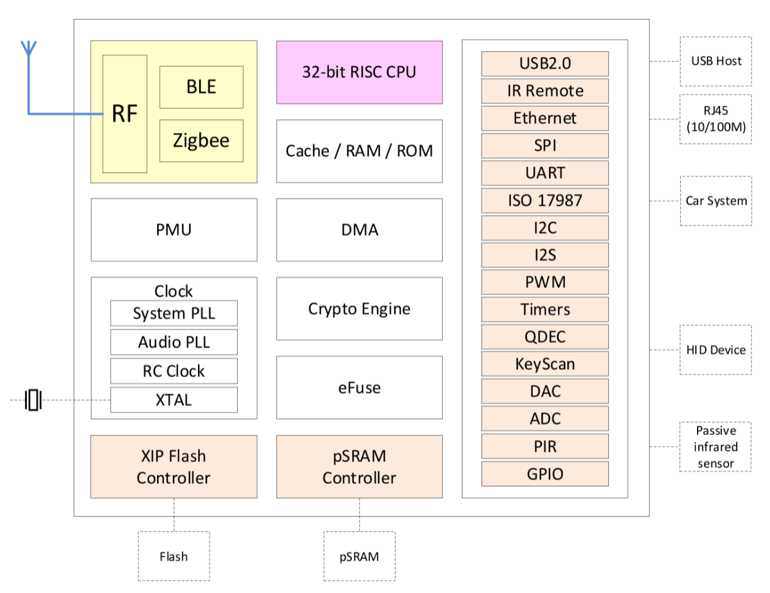 RF
BLE
Zigbee
PMU
Clock
System PLL
Audio PLL
RC Clock
XTAL
XIP Flash
Controller
32-bit RISC CPU
Cache / RAM / ROM
DMA
Crypto Engine
eFuse
pSRAM
Controller
USB2.0
IR Remote
Ethernet
SPI
UART
ISO 17987
I2C
I2S
PWM
Timers
QDEC
KeyScan
DAC
ADC
PIR
GPIO
USB Host
RJ45
(10/100M)
Car System
HID Device
Passive
infrared
sensor
Flash
pSRAM